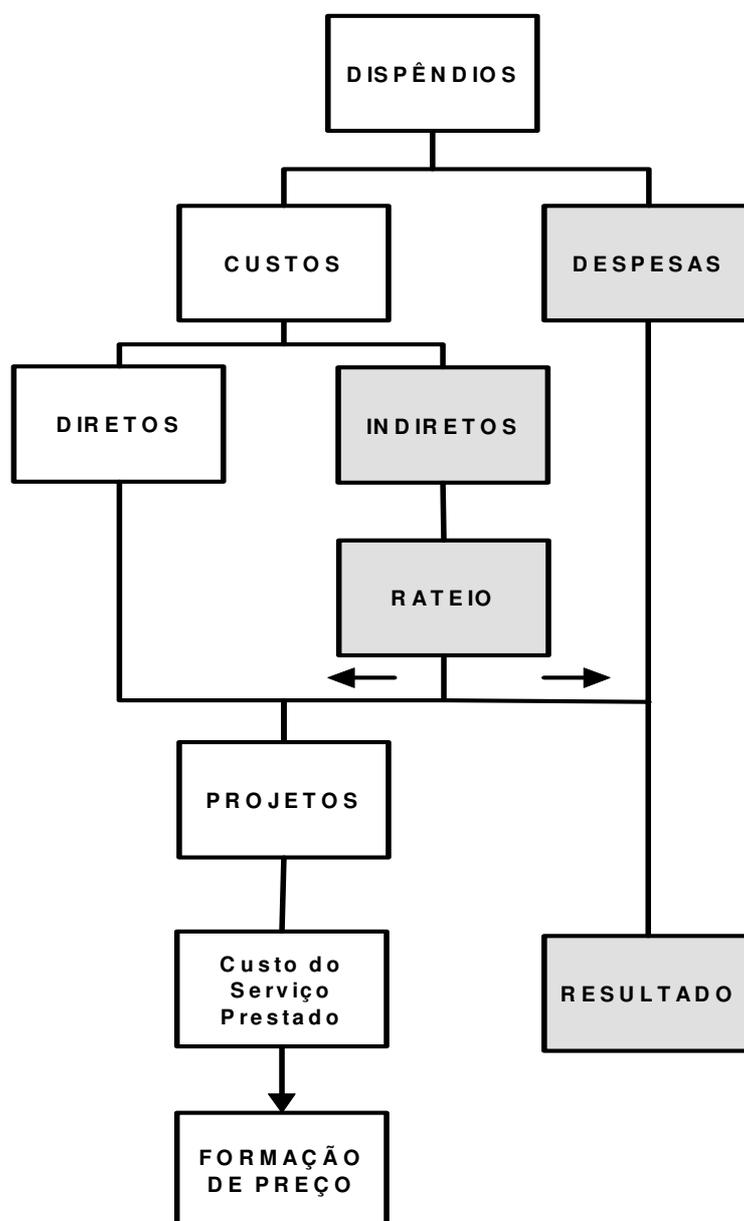 DISPÊNDIOS
CUSTOS
DESPESAS
DIRETOS
INDIRETOS
RATEIO
PROJETOS
Custo do
Serviço
Prestado
RESULTADO
FORMAÇÃO
DE PREÇO